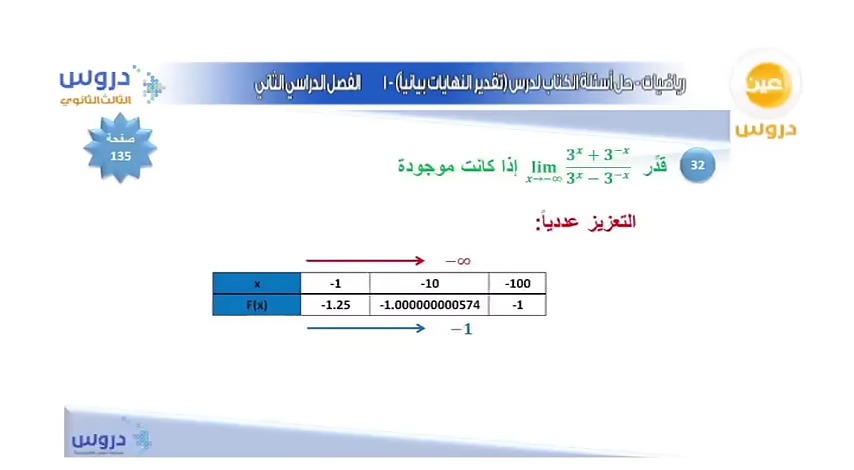 دروس
الثالث الثانوي
رياضيات - حل أسئلة الكتاب لدرس (تقدير النهايات بيانياً) - ١ الفصل الدراسي الثاني
عين
دروس
صفحة
135
32 قدّر lim x→−∞ (3^x + 3^−x)/(3^x − 3^−x) إذا كانت موجودة
التعزيز عددياً:
−∞
x -1 -10 -100
F(x) -1.25 -1.000000000574 -1
−1
دروس